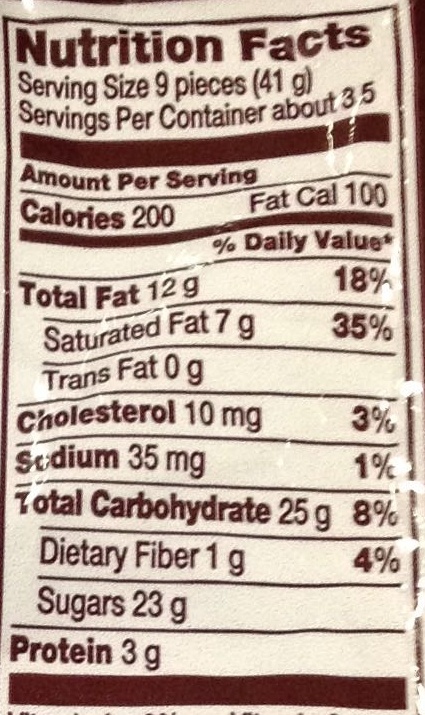 Nutrition Facts
Serving Size 9 pieces (41 g)
Servings Per Container about 3.5
Amount Per Serving
Calories 200 Fat Cal 100
% Daily Value*
Total Fat 12 g 18%
Saturated Fat 7 g 35%
Trans Fat 0 g
Cholesterol 10 mg 3%
Sodium 35 mg 1%
Total Carbohydrate 25 g 8%
Dietary Fiber 1 g 4%
Sugars 23 g
Protein 3 g